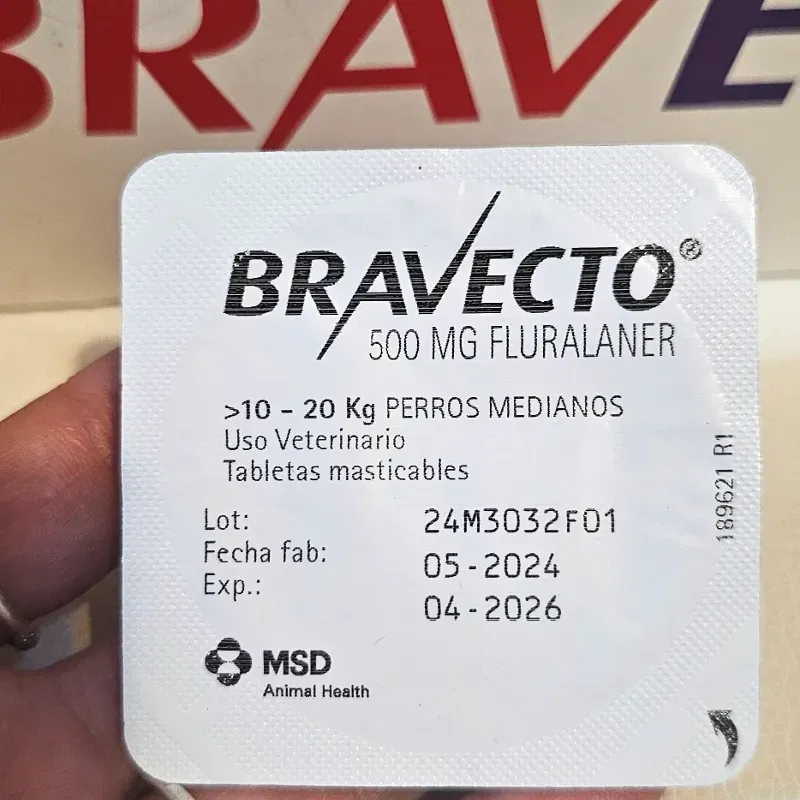 BRAVE
BRAVECTO®
500 MG FLURALANER
>10 - 20 Kg PERROS MEDIANOS
Uso Veterinario
Tabletas masticables
Lot: 24M3032F01
Fecha fab: 05-2024
Exp.: 04-2026
189621 R1
MSD
Animal Health